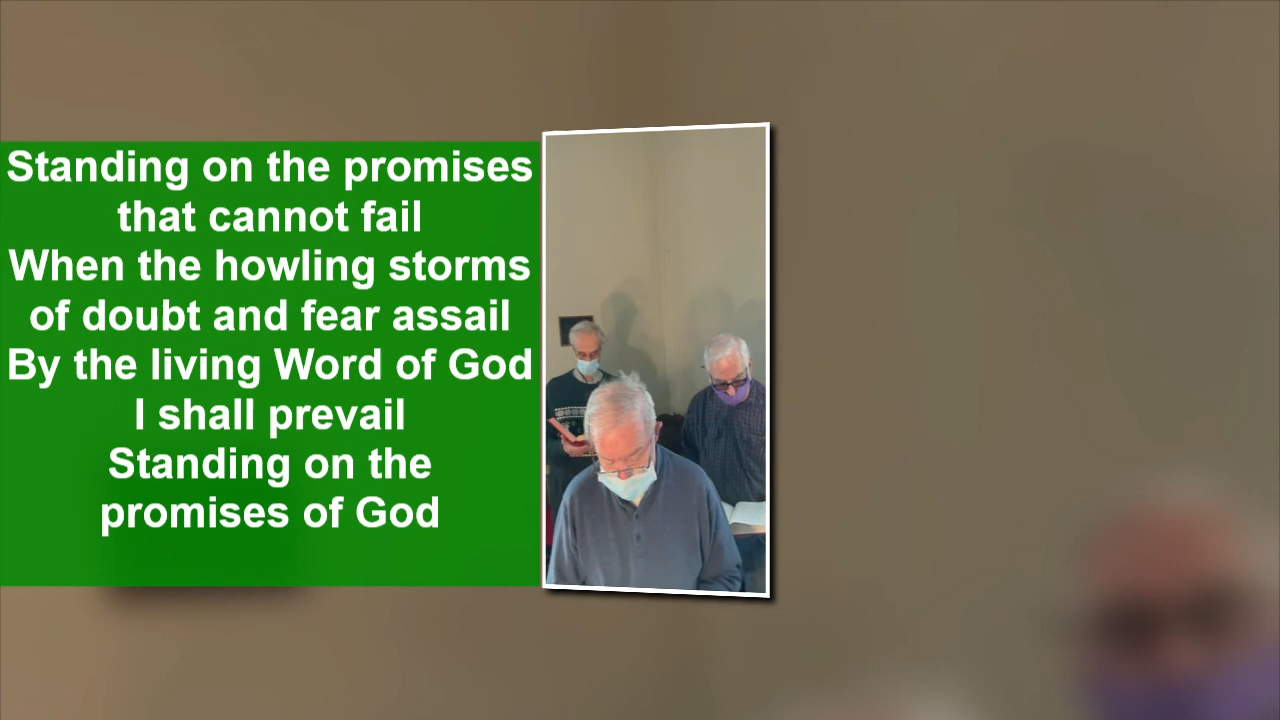 Standing on the promises
that cannot fail
When the howling storms
of doubt and fear assail
By the living Word of God
I shall prevail
Standing on the
promises of God